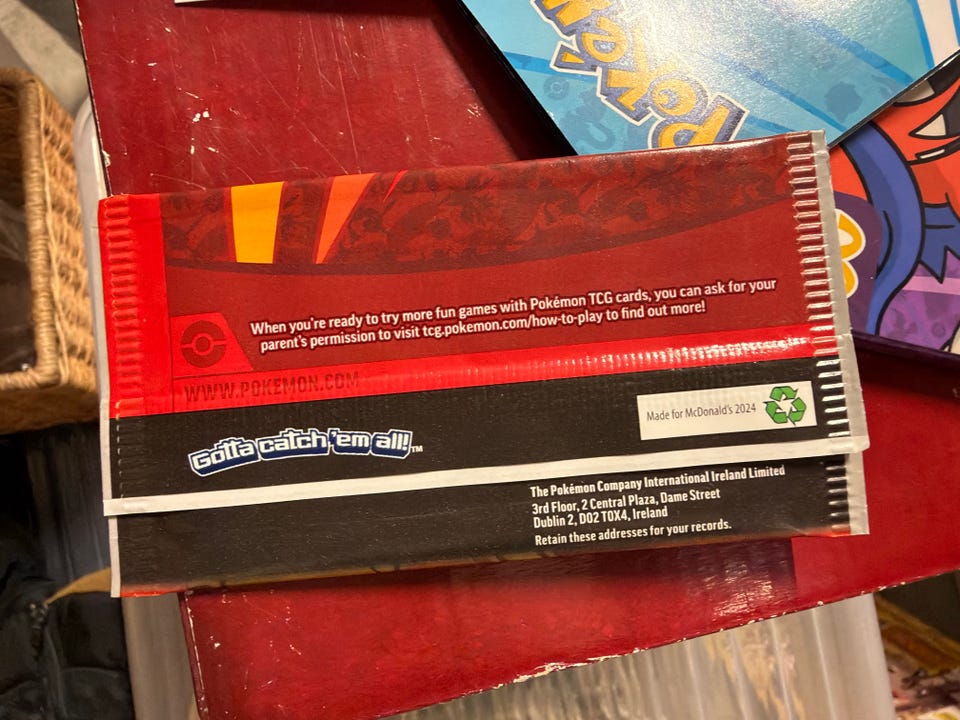 Poké
When you're ready to try more fun games with Pokémon TCG cards, you can ask for your
parent's permission to visit tcg.pokemon.com/how-to-play to find out more!
WWW.POKEMON.COM
Made for McDonald's 2024
Gotta catch 'em all!™
The Pokémon Company International Ireland Limited
3rd Floor, 2 Central Plaza, Dame Street
Dublin 2, D02 T0X4, Ireland
Retain these addresses for your records.